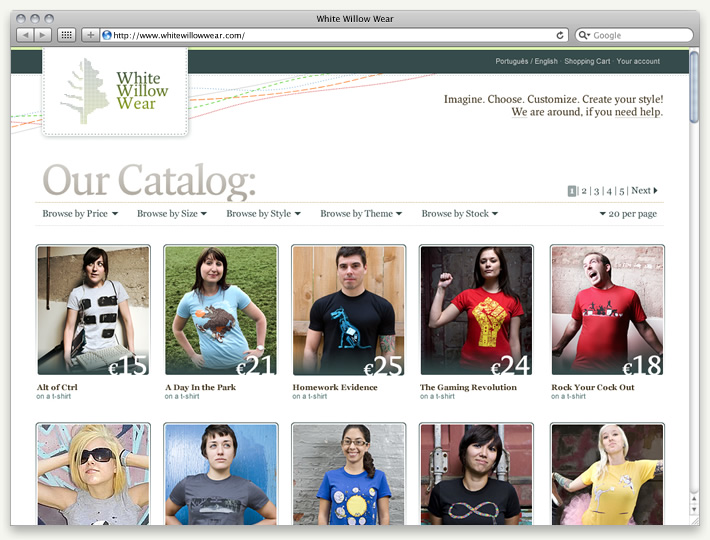 White Willow Wear
http://www.whitewillowwear.com/
Google
Português / English · Shopping Cart · Your account
White
Willow
Wear
Imagine. Choose. Customize. Create your style!
We are around, if you need help.
Our Catalog:
1 | 2 | 3 | 4 | 5 | Next
Browse by Price
Browse by Size
Browse by Style
Browse by Theme
Browse by Stock
20 per page
€15
€21
€25
€24
€18
Alt of Ctrl
on a t-shirt
A Day In the Park
on a t-shirt
Homework Evidence
on a t-shirt
The Gaming Revolution
on a t-shirt
Rock Your Cock Out
on a t-shirt